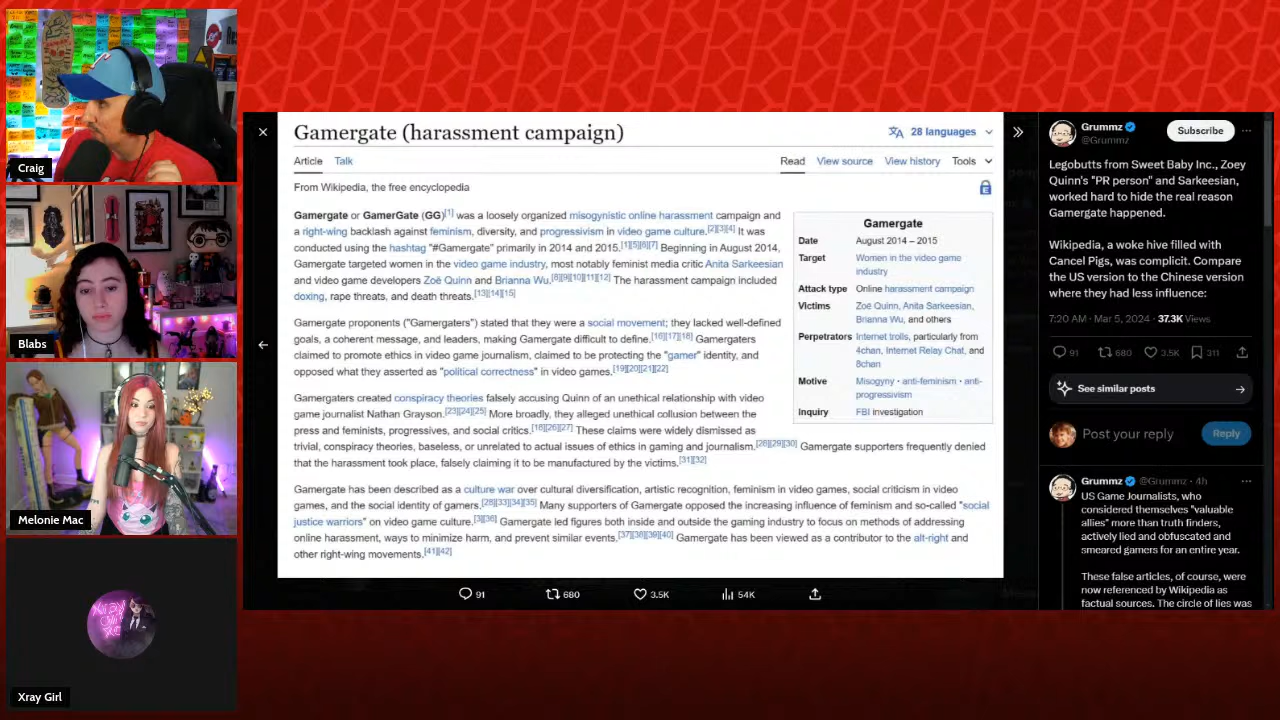 Craig
Blabs
Melonie Mac
Xray Girl
Gamergate (harassment campaign)
28 languages
Article Talk
Read View source View history Tools
From Wikipedia, the free encyclopedia
Gamergate or GamerGate (GG)[1] was a loosely organized misogynistic online harassment campaign and
a right-wing backlash against feminism, diversity, and progressivism in video game culture.[2][3][4] It was
conducted using the hashtag "#Gamergate" primarily in 2014 and 2015.[1][5][6][7] Beginning in August 2014,
Gamergate targeted women in the video game industry, most notably feminist media critic Anita Sarkeesian
and video game developers Zoë Quinn and Brianna Wu.[8][9][10][11][12] The harassment campaign included
doxing, rape threats, and death threats.[13][14][15]
Gamergate proponents ("Gamergaters") stated that they were a social movement; they lacked well-defined
goals, a coherent message, and leaders, making Gamergate difficult to define.[16][17][18] Gamergaters
claimed to promote ethics in video game journalism, claimed to be protecting the "gamer" identity, and
opposed what they asserted as "political correctness" in video games.[19][20][21][22]
Gamergaters created conspiracy theories falsely accusing Quinn of an unethical relationship with video
game journalist Nathan Grayson.[23][24][25] More broadly, they alleged unethical collusion between the
press and feminists, progressives, and social critics.[18][26][27] These claims were widely dismissed as
trivial, conspiracy theories, baseless, or unrelated to actual issues of ethics in gaming and journalism.[28][29][30] Gamergate supporters frequently denied
that the harassment took place, falsely claiming it to be manufactured by the victims.[31][32]
Gamergate has been described as a culture war over cultural diversification, artistic recognition, feminism in video games, social criticism in video
games, and the social identity of gamers.[28][33][34][35] Many supporters of Gamergate opposed the increasing influence of feminism and so-called "social
justice warriors" on video game culture.[3][36] Gamergate led figures both inside and outside the gaming industry to focus on methods of addressing
online harassment, ways to minimize harm, and prevent similar events.[37][38][39][40] Gamergate has been viewed as a contributor to the alt-right and
other right-wing movements.[41][42]
Gamergate
Date August 2014 – 2015
Target Women in the video game
industry
Attack type Online harassment campaign
Victims Zoë Quinn, Anita Sarkeesian,
Brianna Wu, and others
Perpetrators Internet trolls, particularly from
4chan, Internet Relay Chat, and
8chan
Motive Misogyny · anti-feminism · anti-
progressivism
Inquiry FBI investigation
91 680 3.5K 54K
Grummz
@Grummz
Subscribe
Legobutts from Sweet Baby Inc., Zoey
Quinn's "PR person" and Sarkeesian,
worked hard to hide the real reason
Gamergate happened.
Wikipedia, a woke hive filled with
Cancel Pigs, was complicit. Compare
the US version to the Chinese version
where they had less influence:
7:20 AM · Mar 5, 2024 · 37.3K Views
91 680 3.5K 311
See similar posts
Post your reply Reply
Grummz @Grummz · 4h
US Game Journalists, who
considered themselves "valuable
allies" more than truth finders,
actively lied and obfuscated and
smeared gamers for an entire year.
These false articles, of course, were
now referenced by Wikipedia as
factual sources. The circle of lies was